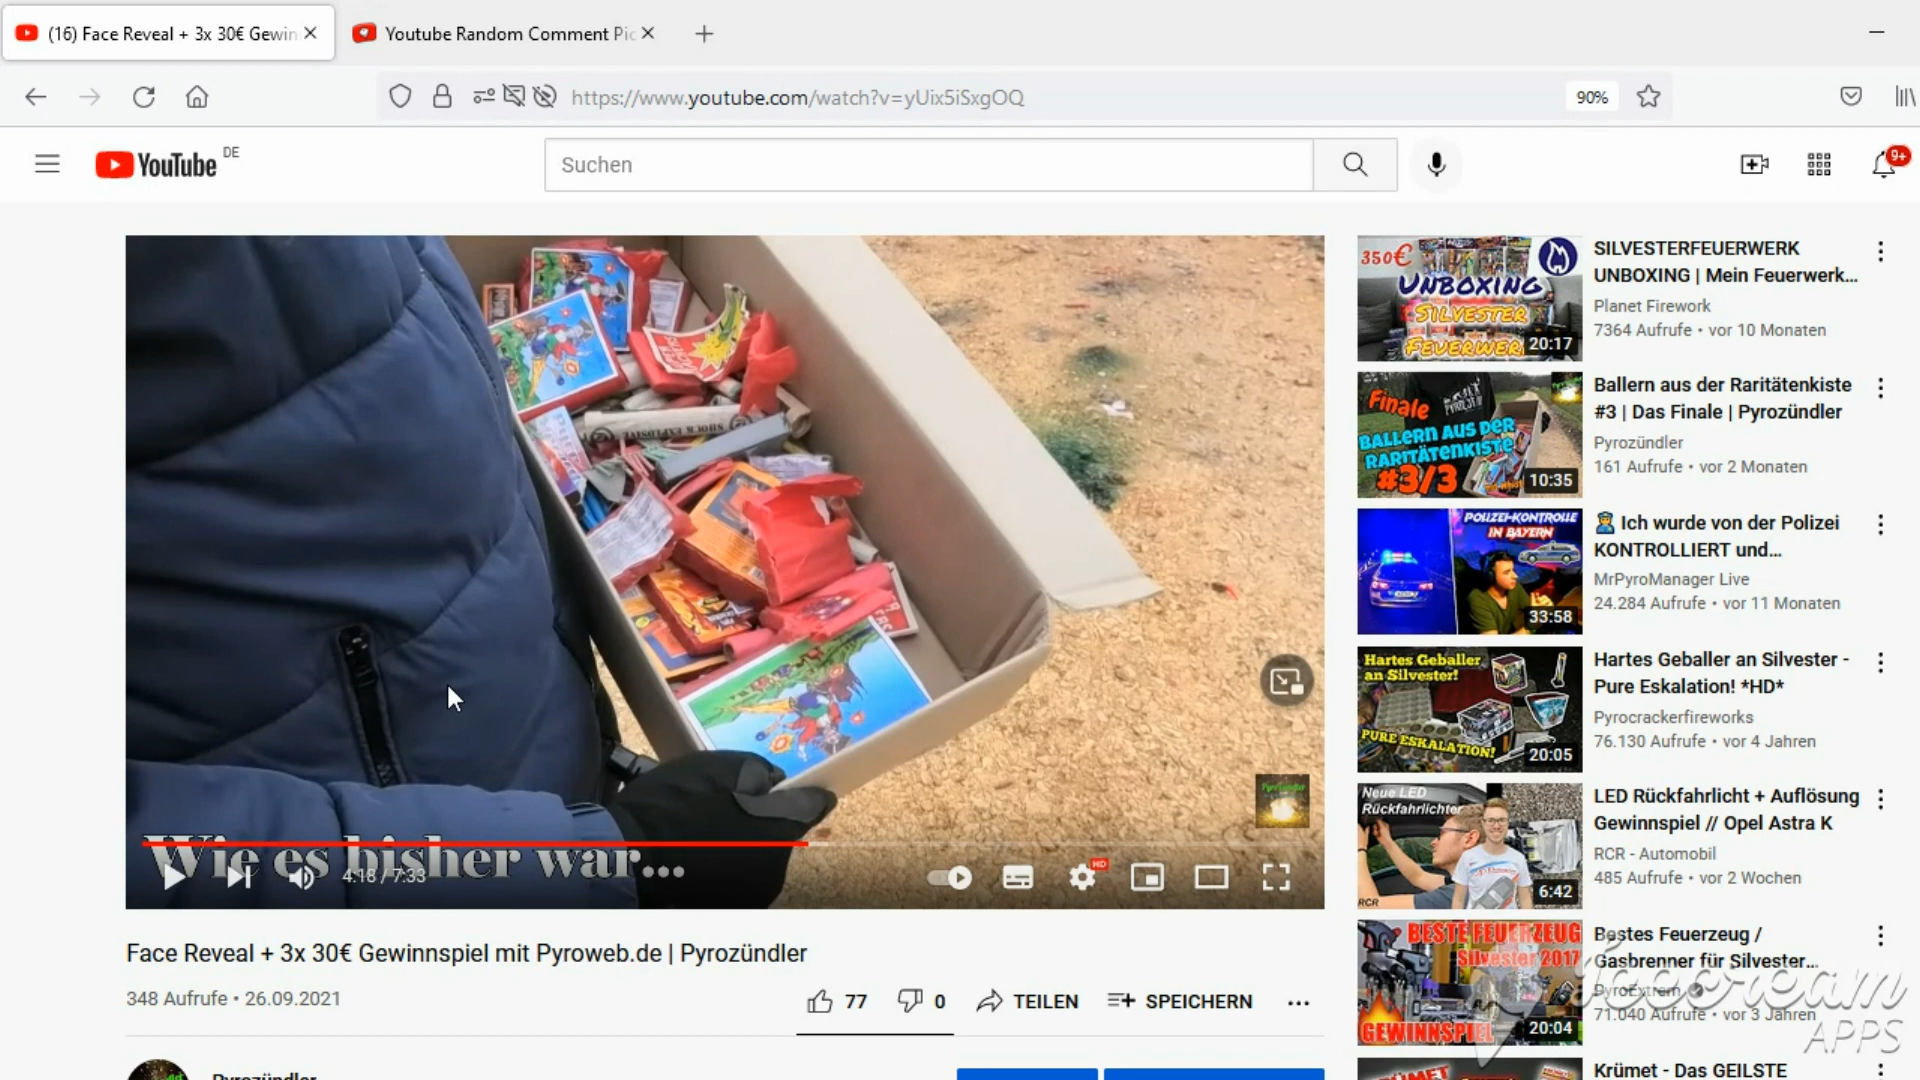 (16) Face Reveal + 3x 30€ Gewin
Youtube Random Comment Pic
https://www.youtube.com/watch?v=yUix5iSxgOQ
90%
YouTube DE
Suchen
9+
SHOCK EXPLOSIVE
Wie es bisher war...
4:18 / 7:33
HD
Face Reveal + 3x 30€ Gewinnspiel mit Pyroweb.de | Pyrozündler
348 Aufrufe • 26.09.2021
77
0
TEILEN
SPEICHERN
Pyrozündler
350€
UNBOXING
SILVESTER
FEUERWERK
20:17
SILVESTERFEUERWERK
UNBOXING | Mein Feuerwerk...
Planet Firework
7364 Aufrufe • vor 10 Monaten
Finale
BALLERN AUS DER
RARITÄTENKISTE
#3/3
10:35
Ballern aus der Raritätenkiste
#3 | Das Finale | Pyrozündler
Pyrozündler
161 Aufrufe • vor 2 Monaten
POLIZEI-KONTROLLE
IN BAYERN
33:58
Ich wurde von der Polizei
KONTROLLIERT und...
MrPyroManager Live
24.284 Aufrufe • vor 11 Monaten
Hartes Geballer
an Silvester!
PURE ESKALATION!
20:05
Hartes Geballer an Silvester -
Pure Eskalation! *HD*
Pyrocrackerfireworks
76.130 Aufrufe • vor 4 Jahren
Neue LED
Rückfahrlichter
RCR
6:42
LED Rückfahrlicht + Auflösung
Gewinnspiel // Opel Astra K
RCR - Automobil
485 Aufrufe • vor 2 Wochen
BESTE FEUERZEUG
Silvester 2017
GEWINNSPIEL
20:04
Bestes Feuerzeug /
Gasbrenner für Silvester...
PyroExtrem
71.040 Aufrufe • vor 3 Jahren
Icecream
APPS
KRÜMET
Krümet - Das GEILSTE